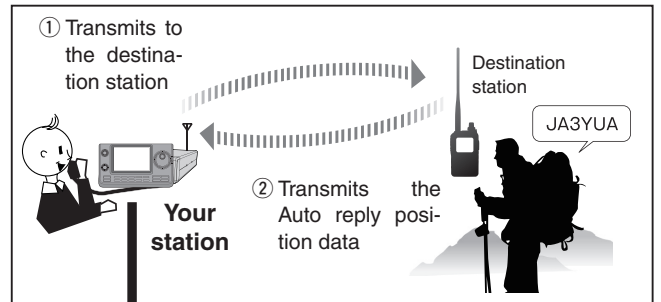 ① Transmits to
the destina-
tion station
Destination
station
JA3YUA
② Transmits the
Auto reply posi-
tion data
Your
station